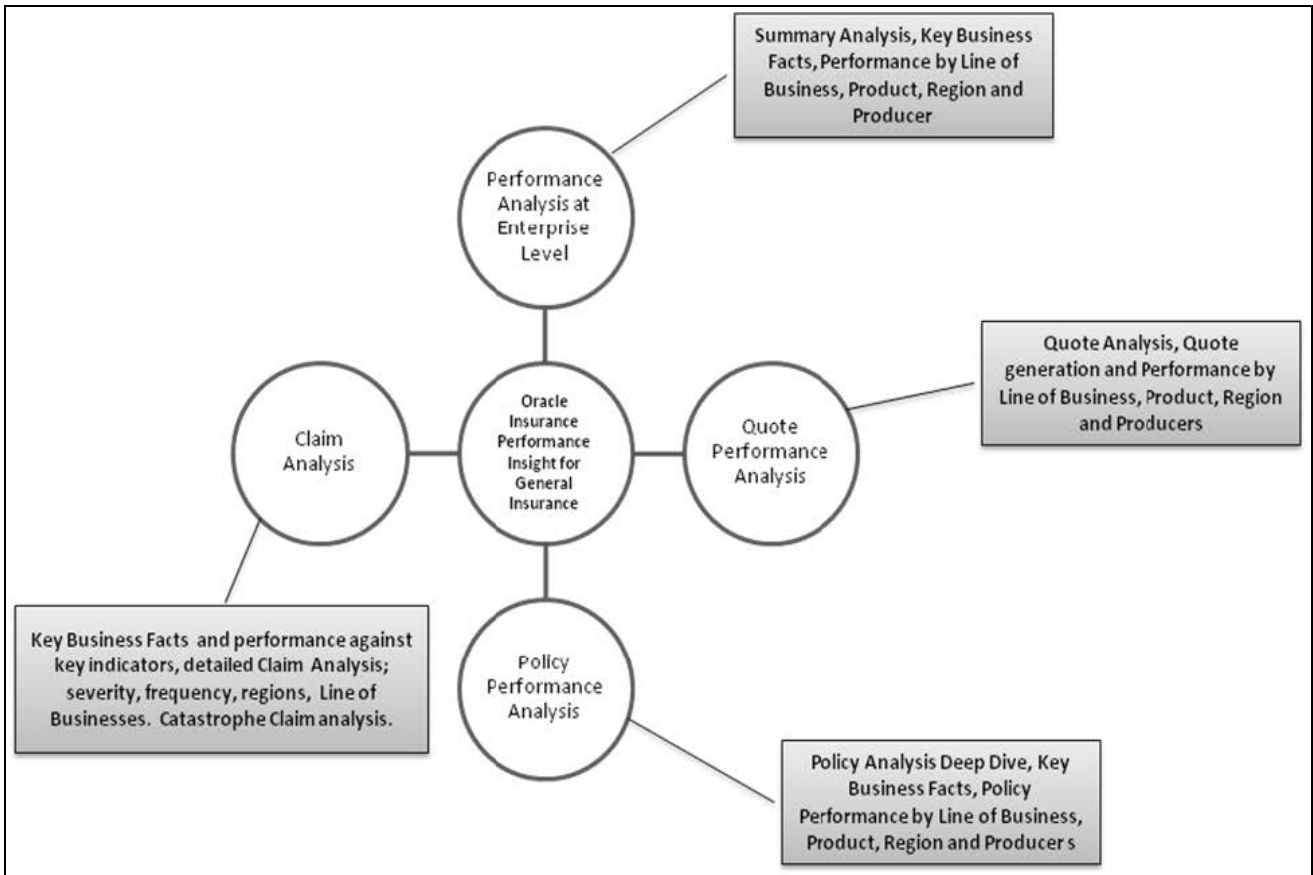 Summary Analysis, Key Business
Facts, Performance by Line of
Business, Product, Region and
Producer
Performance
Analysis at
Enterprise
Level
Quote Analysis, Quote
generation and Performance by
Line of Business, Product, Region
and Producers
Claim
Analysis
Oracle
Insurance
Performance
Insight for
General
Insurance
Quote
Performance
Analysis
Key Business Facts and performance against
key indicators, detailed Claim Analysis;
severity, frequency, regions, Line of
Businesses. Catastrophe Claim analysis.
Policy
Performance
Analysis
Policy Analysis Deep Dive, Key
Business Facts, Policy
Performance by Line of Business,
Product, Region and Producers